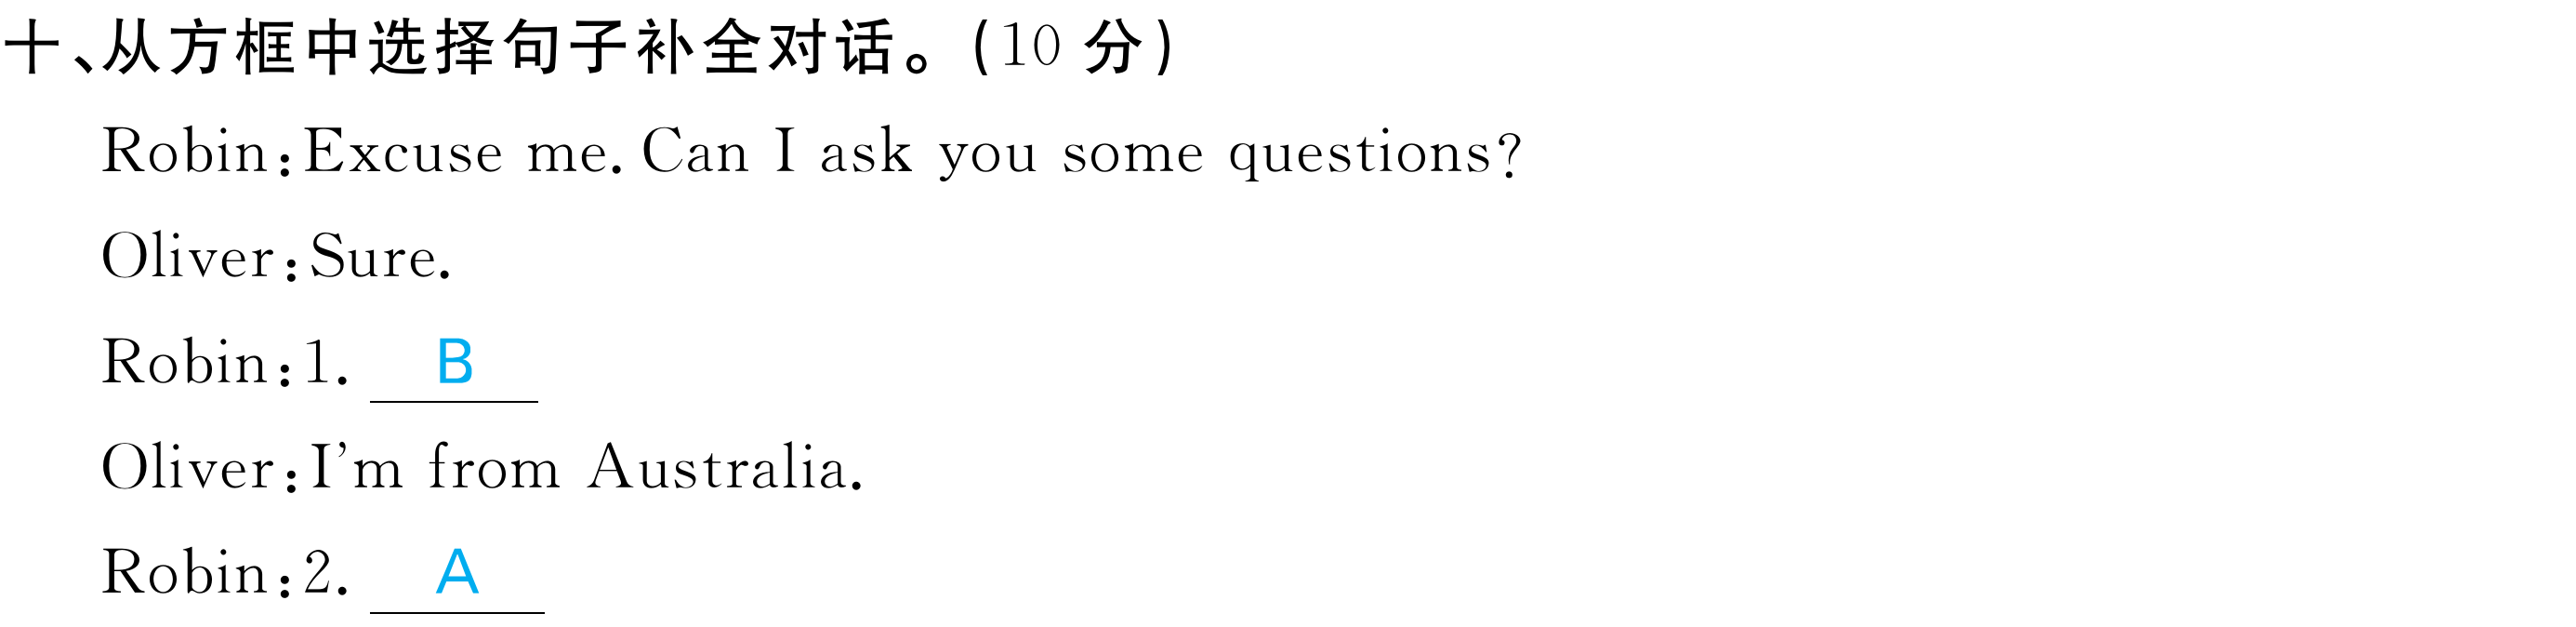 十、从方框中选择句子补全对话。(10 分)
Robin:Excuse me. Can I ask you some questions?
Oliver:Sure.
Robin:1. B
Oliver:I'm from Australia.
Robin:2. A